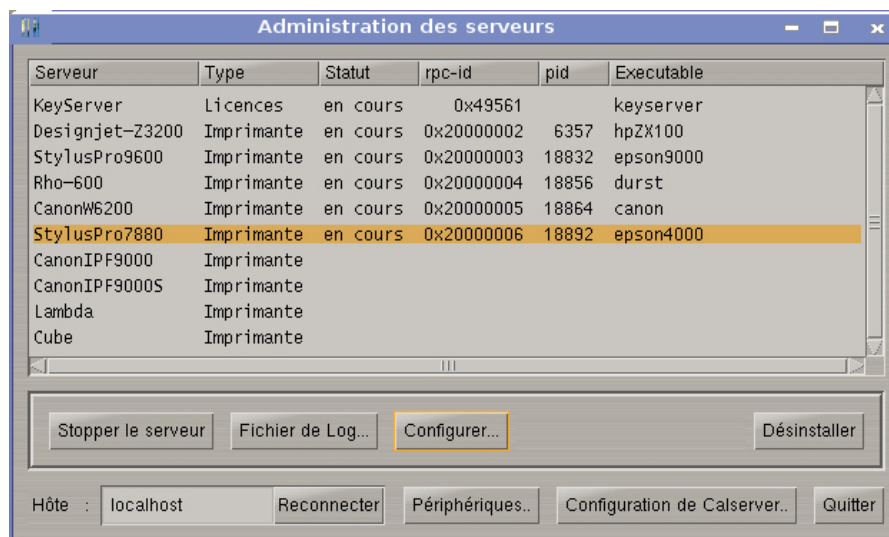 Administration des serveurs
Serveur Type Statut rpc-id pid Executable
KeyServer Licences en cours 0x49561 keyserver
Designjet-Z3200 Imprimante en cours 0x20000002 6357 hpZX100
StylusPro9600 Imprimante en cours 0x20000003 18832 epson9000
Rho-600 Imprimante en cours 0x20000004 18856 durst
CanonW6200 Imprimante en cours 0x20000005 18864 canon
StylusPro7880 Imprimante en cours 0x20000006 18892 epson4000
CanonIPF9000 Imprimante
CanonIPF9000S Imprimante
Lambda Imprimante
Cube Imprimante
Stopper le serveur Fichier de Log... Configurer... Désinstaller
Hôte : localhost Reconnecter Périphériques.. Configuration de Calserver.. Quitter